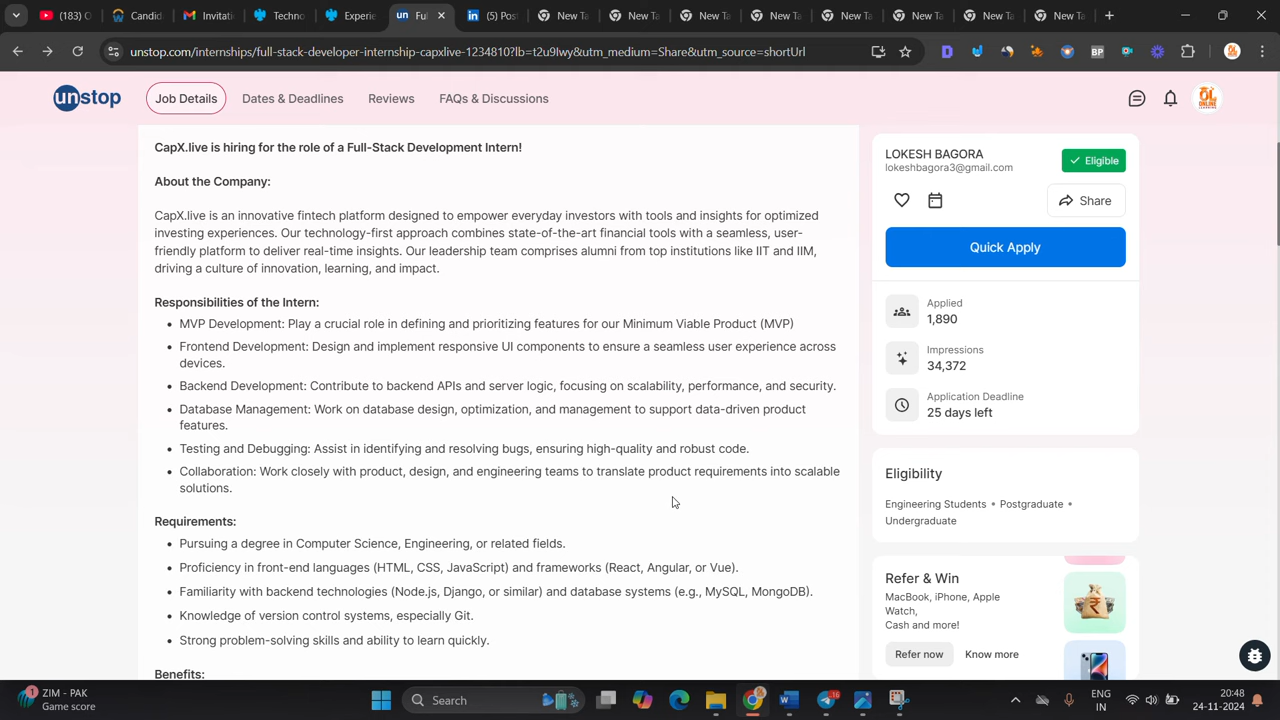 (183) C
Candid
Invitati
Techno
Experie
Ful
(5) Post
New Ta
New Ta
New Ta
New Ta
New Ta
New Ta
New Ta
New Ta
unstop.com/internships/full-stack-developer-internship-capxlive-1234810?lb=t2u9lwy&utm_medium=Share&utm_source=shortUrl
unstop
Job Details
Dates & Deadlines
Reviews
FAQs & Discussions
CapX.live is hiring for the role of a Full-Stack Development Intern!
About the Company:
CapX.live is an innovative fintech platform designed to empower everyday investors with tools and insights for optimized
investing experiences. Our technology-first approach combines state-of-the-art financial tools with a seamless, user-
friendly platform to deliver real-time insights. Our leadership team comprises alumni from top institutions like IIT and IIM,
driving a culture of innovation, learning, and impact.
Responsibilities of the Intern:
MVP Development: Play a crucial role in defining and prioritizing features for our Minimum Viable Product (MVP)
Frontend Development: Design and implement responsive UI components to ensure a seamless user experience across
devices.
Backend Development: Contribute to backend APIs and server logic, focusing on scalability, performance, and security.
Database Management: Work on database design, optimization, and management to support data-driven product
features.
Testing and Debugging: Assist in identifying and resolving bugs, ensuring high-quality and robust code.
Collaboration: Work closely with product, design, and engineering teams to translate product requirements into scalable
solutions.
Requirements:
Pursuing a degree in Computer Science, Engineering, or related fields.
Proficiency in front-end languages (HTML, CSS, JavaScript) and frameworks (React, Angular, or Vue).
Familiarity with backend technologies (Node.js, Django, or similar) and database systems (e.g., MySQL, MongoDB).
Knowledge of version control systems, especially Git.
Strong problem-solving skills and ability to learn quickly.
Benefits:
LOKESH BAGORA
lokeshbagora3@gmail.com
Eligible
Share
Quick Apply
Applied
1,890
Impressions
34,372
Application Deadline
25 days left
Eligibility
Engineering Students • Postgraduate •
Undergraduate
Refer & Win
MacBook, iPhone, Apple
Watch,
Cash and more!
Refer now
Know more
ZIM - PAK
Game score
Search
ENG
IN
20:48
24-11-2024